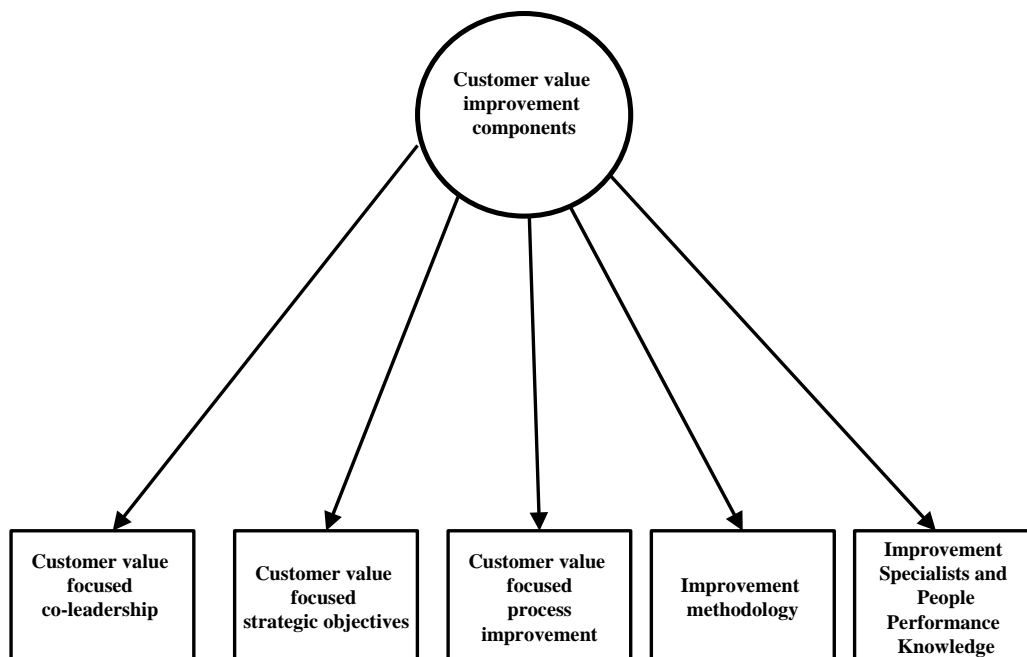 Customer value
improvement
components
Customer value
focused
co-leadership
Customer value
focused
strategic objectives
Customer value
focused
process
improvement
Improvement
methodology
Improvement
Specialists and
People
Performance
Knowledge